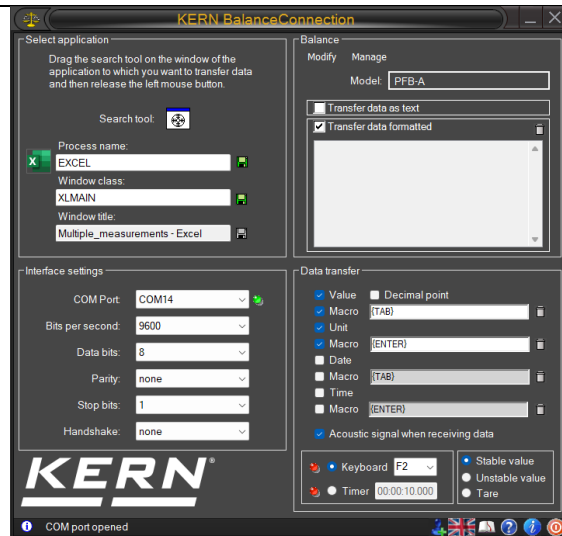 KERN BalanceConnection
Select application
Drag the search tool on the window of the
application to which you want to transfer data
and then release the left mouse button.
Search tool:
Process name:
EXCEL
Window class:
XLMAIN
Window title:
Multiple_measurements - Excel
Balance
Modify Manage
Model: PFB-A
Transfer data as text
Transfer data formatted
Interface settings
COM Port: COM14
Bits per second: 9600
Data bits: 8
Parity: none
Stop bits: 1
Handshake: none
Data transfer
Value Decimal point
Macro {TAB}
Unit
Macro {ENTER}
Date
Macro {TAB}
Time
Macro {ENTER}
Acoustic signal when receiving data
Keyboard F2
Timer 00:00:10.000
Stable value
Unstable value
Tare
KERN®
COM port opened